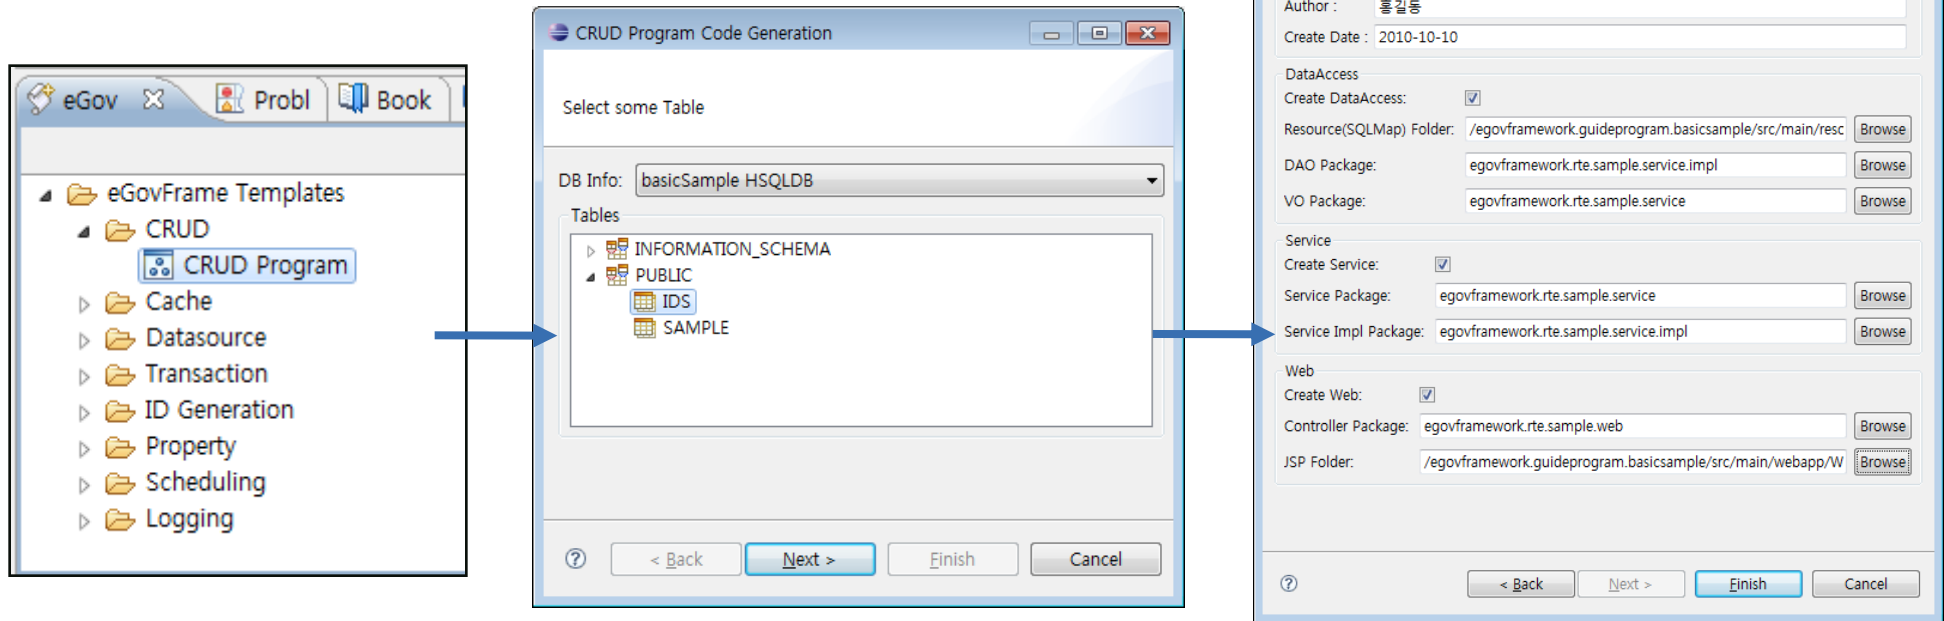 eGov Probl Book
eGovFrame Templates
CRUD
CRUD Program
Cache
Datasource
Transaction
ID Generation
Property
Scheduling
Logging
CRUD Program Code Generation
Select some Table
DB Info: basicSample HSQLDB
Tables
INFORMATION_SCHEMA
PUBLIC
IDS
SAMPLE
< Back Next > Finish Cancel
Author : 홍길동
Create Date : 2010-10-10
DataAccess
Create DataAccess:
Resource(SQLMap) Folder: /egovframework.guideprogram.basicsample/src/main/resc Browse
DAO Package: egovframework.rte.sample.service.impl Browse
VO Package: egovframework.rte.sample.service Browse
Service
Create Service:
Service Package: egovframework.rte.sample.service Browse
Service Impl Package: egovframework.rte.sample.service.impl Browse
Web
Create Web:
Controller Package: egovframework.rte.sample.web Browse
JSP Folder: /egovframework.guideprogram.basicsample/src/main/webapp/W Browse
< Back Next > Finish Cancel